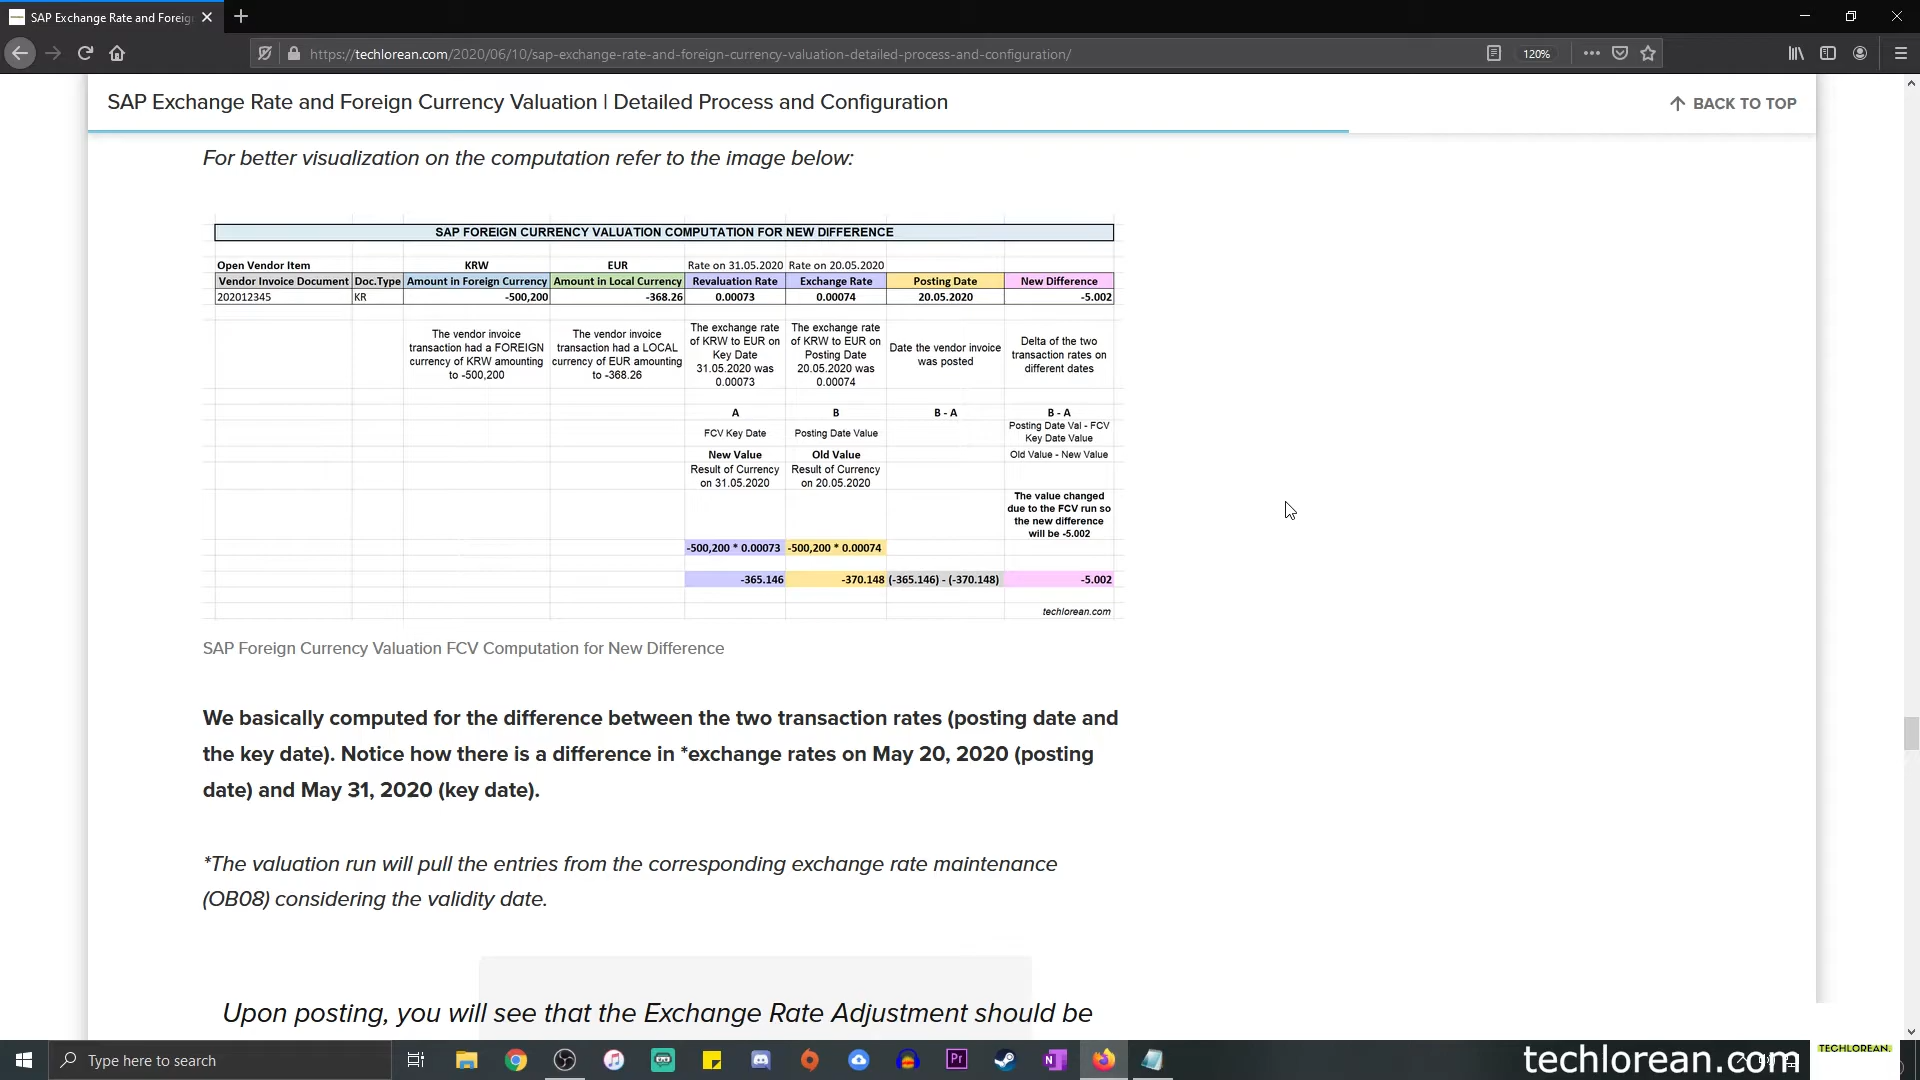 SAP Exchange Rate and Foreig
https://techlorean.com/2020/06/10/sap-exchange-rate-and-foreign-currency-valuation-detailed-process-and-configuration/
120%
SAP Exchange Rate and Foreign Currency Valuation | Detailed Process and Configuration
BACK TO TOP
For better visualization on the computation refer to the image below:
SAP FOREIGN CURRENCY VALUATION COMPUTATION FOR NEW DIFFERENCE
Open Vendor Item KRW EUR Rate on 31.05.2020 Rate on 20.05.2020
Vendor Invoice Document Doc.Type Amount in Foreign Currency Amount in Local Currency Revaluation Rate Exchange Rate Posting Date New Difference
202012345 KR -500,200 -368.26 0.00073 0.00074 20.05.2020 -5.002
The vendor invoice
transaction had a FOREIGN
currency of KRW amounting
to -500,200
The vendor invoice
transaction had a LOCAL
currency of EUR amounting
to -368.26
The exchange rate
of KRW to EUR on
Key Date
31.05.2020 was
0.00073
The exchange rate
of KRW to EUR on
Posting Date
20.05.2020 was
0.00074
Date the vendor invoice
was posted
Delta of the two
transaction rates on
different dates
A B B - A B - A
FCV Key Date
Posting Date Value
Posting Date Val - FCV
Key Date Value
New Value Old Value Old Value - New Value
Result of Currency
on 31.05.2020
Result of Currency
on 20.05.2020
The value changed
due to the FCV run so
the new difference
will be -5.002
-500,200 * 0.00073 -500,200 * 0.00074
-365.146 -370.148 (-365.146) - (-370.148) -5.002
techlorean.com
SAP Foreign Currency Valuation FCV Computation for New Difference
We basically computed for the difference between the two transaction rates (posting date and
the key date). Notice how there is a difference in *exchange rates on May 20, 2020 (posting
date) and May 31, 2020 (key date).
*The valuation run will pull the entries from the corresponding exchange rate maintenance
(OB08) considering the validity date.
Upon posting, you will see that the Exchange Rate Adjustment should be
Type here to search
Pr
N
techlorean.com
TECHLOREAN.